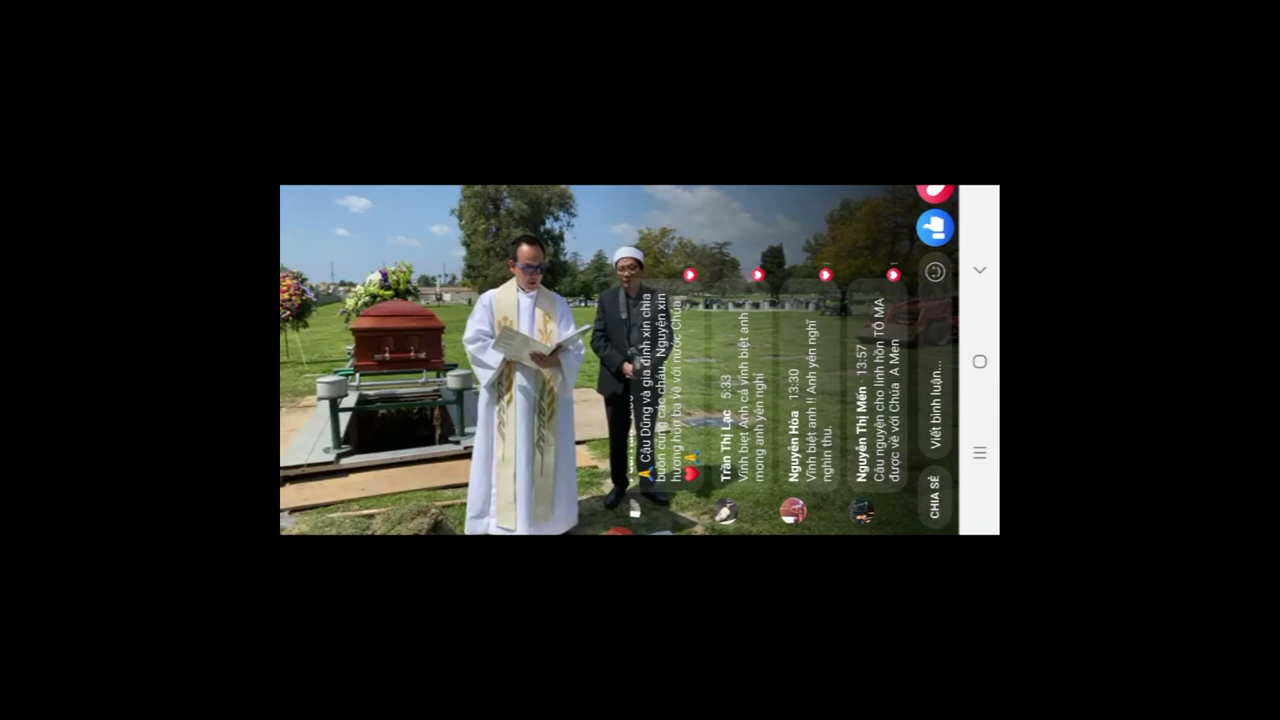 🙏 Cậu Dũng và gia đình xin chia
buồn cùng các cháu. Nguyện xin
hương hồn ba về với nước Chúa
❤️🙏
Trần Thị Lạc 5:33
Vĩnh biệt Anh cả vĩnh biệt anh
mong anh yên nghỉ
Nguyên Hòa 13:30
Vĩnh biệt anh !! Anh yên nghĩ
nghìn thu.
Nguyễn Thị Mến 13:57
Cầu nguyện cho linh hồn TÔ MA
được về với Chúa A Men
CHIA SẺ
Viết bình luận...